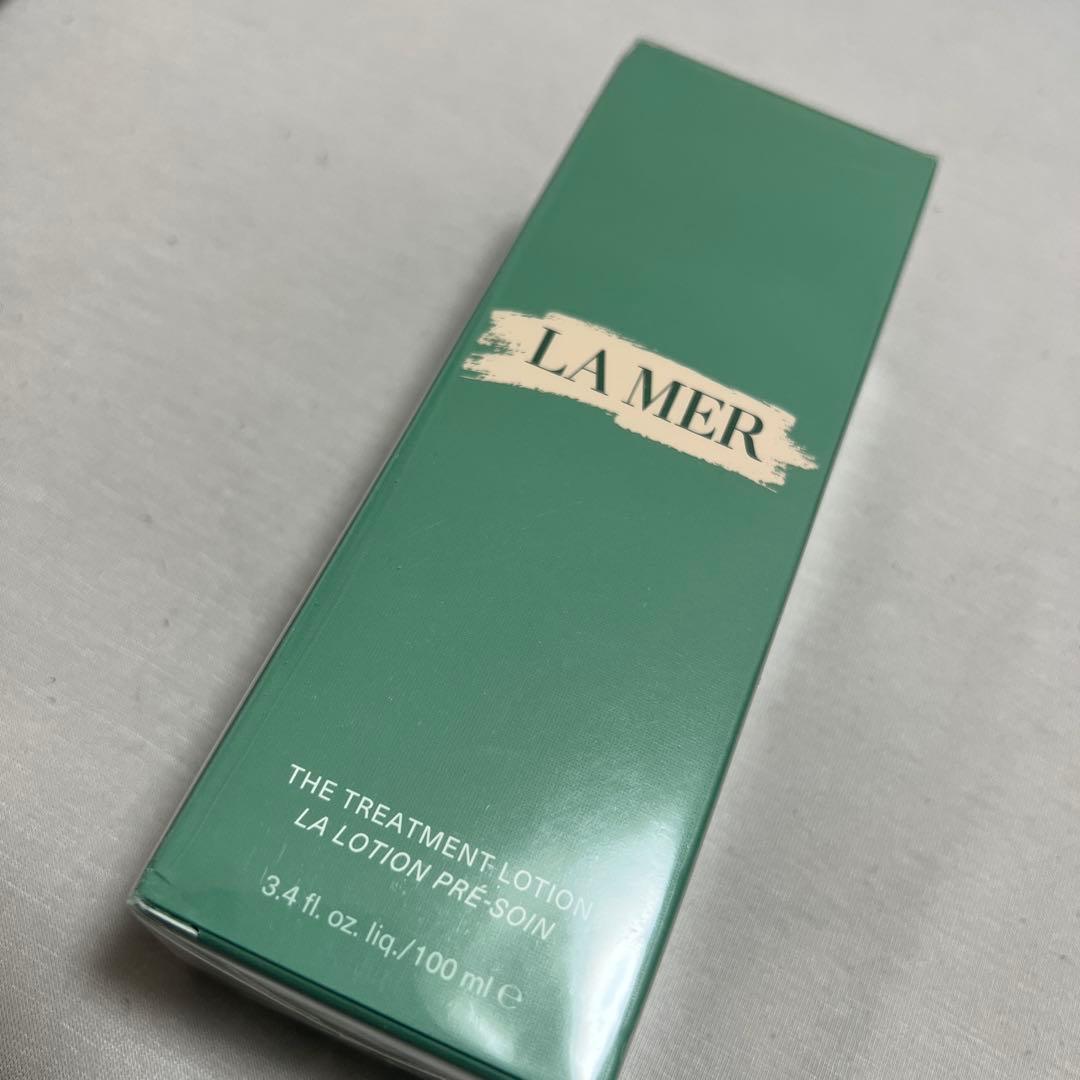 LA MER
THE TREATMENT LOTION
LA LOTION PRÉ-SOIN
3.4 fl. oz. liq./100 ml ℮